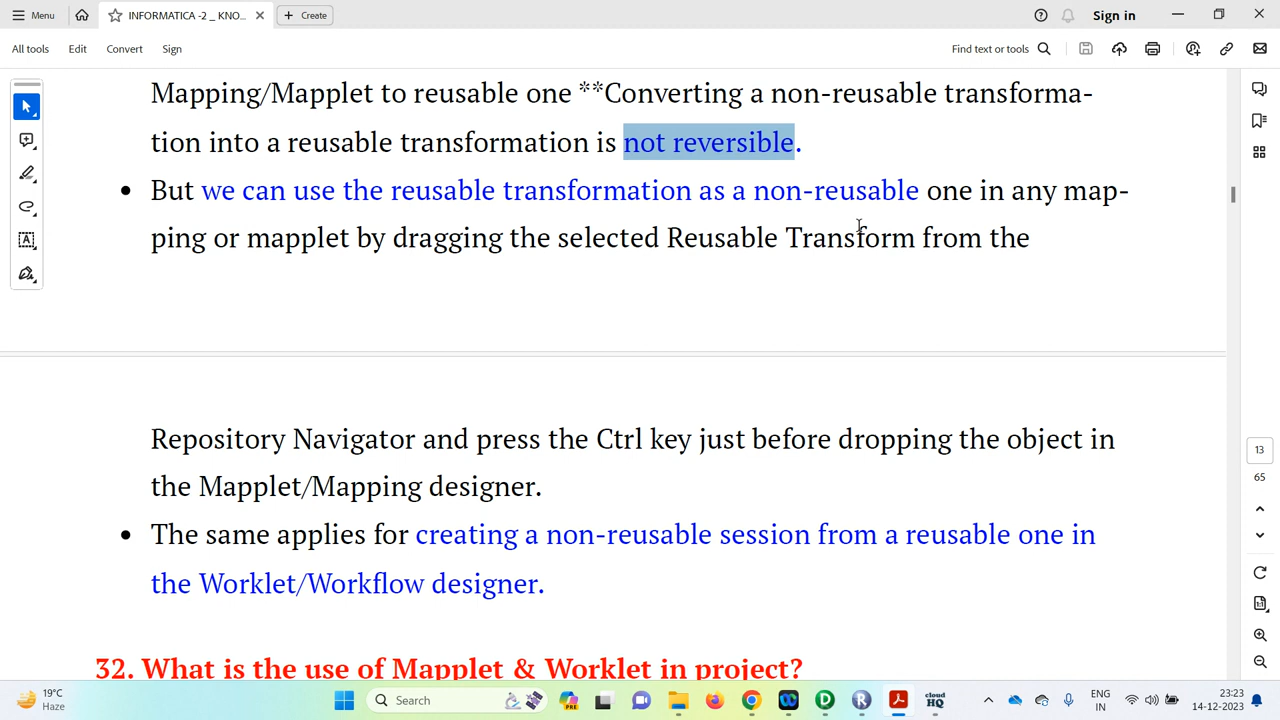 Menu
INFORMATICA -2 _ KNO...
Create
Sign in
All tools
Edit
Convert
Sign
Find text or tools
Mapping/Mapplet to reusable one **Converting a non-reusable transforma-
tion into a reusable transformation is not reversible.
• But we can use the reusable transformation as a non-reusable one in any map-
ping or mapplet by dragging the selected Reusable Transform from the
Repository Navigator and press the Ctrl key just before dropping the object in
the Mapplet/Mapping designer.
• The same applies for creating a non-reusable session from a reusable one in
the Worklet/Workflow designer.
32. What is the use of Mapplet & Worklet in project?
13
65
19°C
Haze
Search
PRE
cloud
HQ
ENG
IN
23:23
14-12-2023